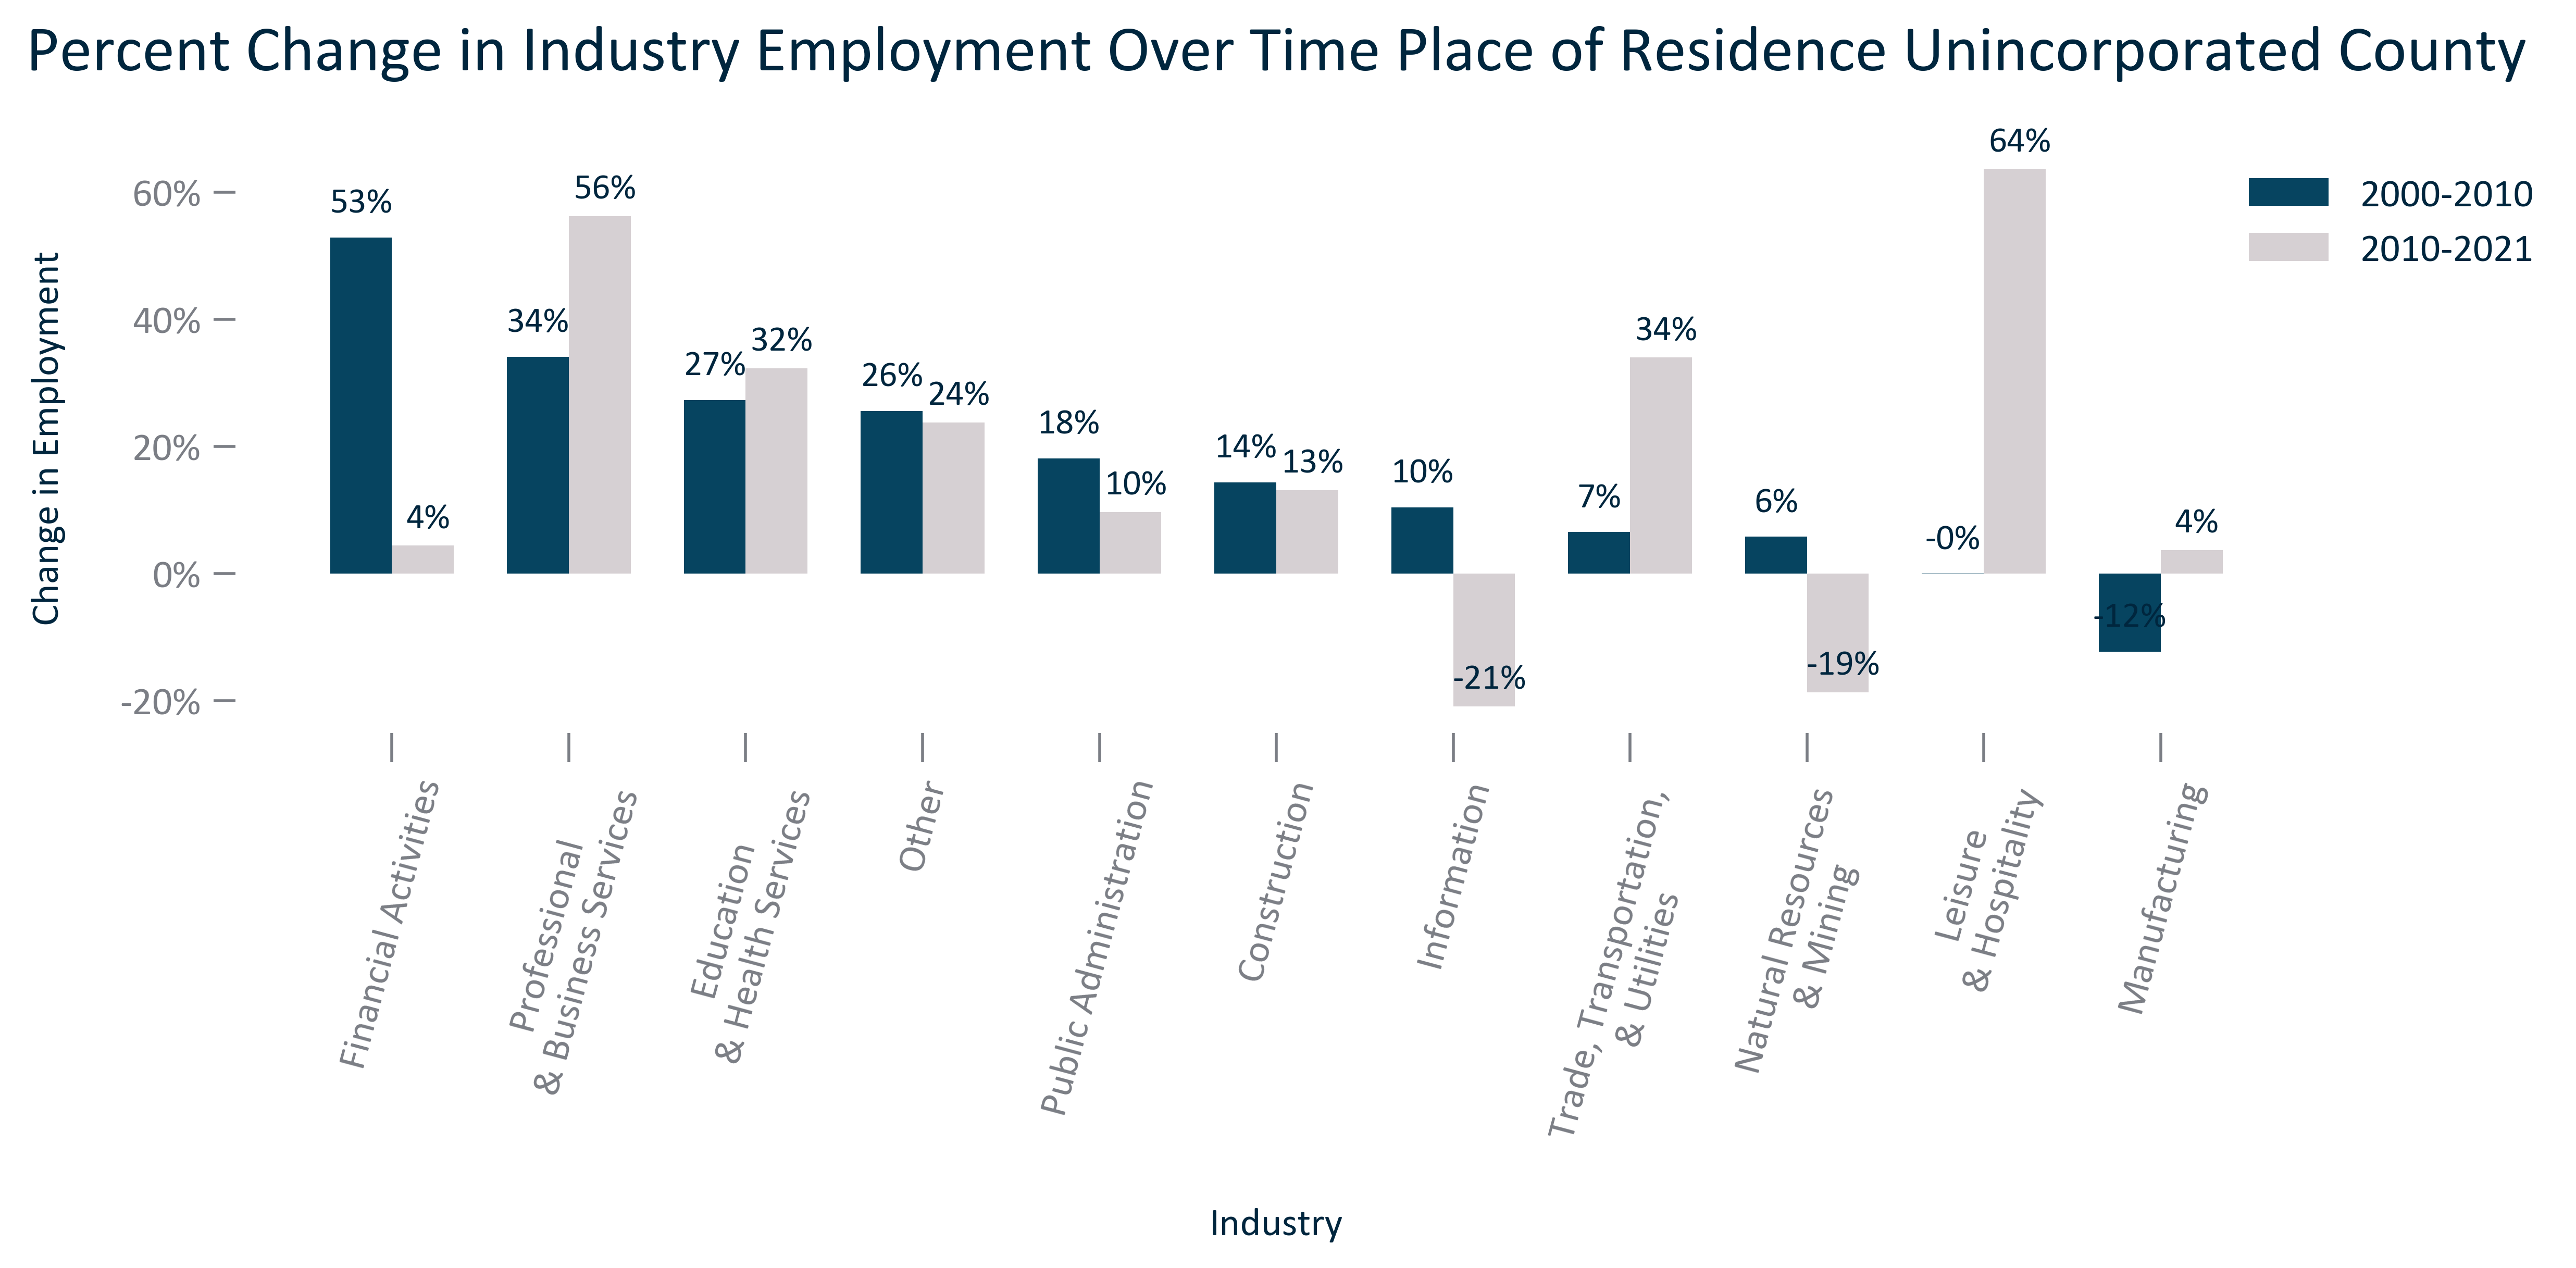 Percent Change in Industry Employment Over Time Place of Residence Unincorporated County
2000-2010
2010-2021
Change in Employment
60%
40%
20%
0%
-20%
53%
4%
34%
56%
27%
32%
26%
24%
18%
10%
14%
13%
10%
-21%
7%
34%
6%
-19%
-0%
64%
-12%
4%
Financial Activities
Professional
& Business Services
Education
& Health Services
Other
Public Administration
Construction
Information
Trade, Transportation,
& Utilities
Natural Resources
& Mining
Leisure
& Hospitality
Manufacturing
Industry